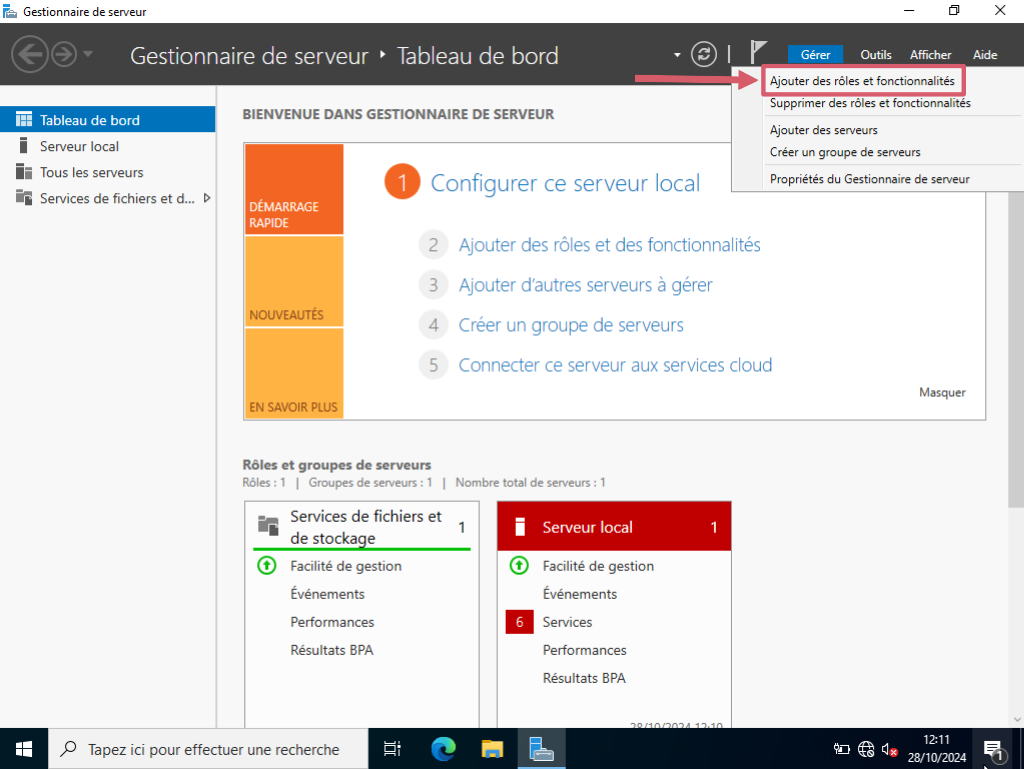 Gestionnaire de serveur
Gestionnaire de serveur • Tableau de bord
Gérer Outils Afficher Aide
Ajouter des rôles et fonctionnalités
Supprimer des rôles et fonctionnalités
Ajouter des serveurs
Créer un groupe de serveurs
Propriétés du Gestionnaire de serveur
Tableau de bord
Serveur local
Tous les serveurs
Services de fichiers et d...
BIENVENUE DANS GESTIONNAIRE DE SERVEUR
DÉMARRAGE
RAPIDE
NOUVEAUTÉS
EN SAVOIR PLUS
1 Configurer ce serveur local
2 Ajouter des rôles et des fonctionnalités
3 Ajouter d’autres serveurs à gérer
4 Créer un groupe de serveurs
5 Connecter ce serveur aux services cloud
Masquer
Rôles et groupes de serveurs
Rôles : 1 | Groupes de serveurs : 1 | Nombre total de serveurs : 1
Services de fichiers et
de stockage
1
Facilité de gestion
Événements
Performances
Résultats BPA
Serveur local 1
Facilité de gestion
Événements
6 Services
Performances
Résultats BPA
28/10/2024 12:10
Tapez ici pour effectuer une recherche
12:11
28/10/2024
1